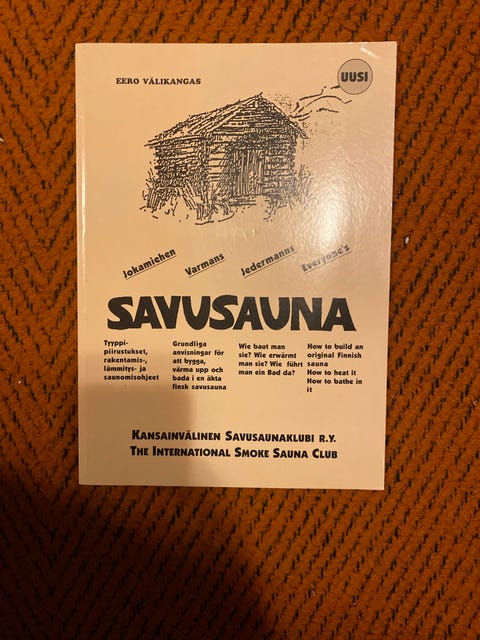 EERO VÄLIKANGAS
UUSI
Jokamiehen
Varmans
Jedermanns
Everyone's
SAVUSAUNA
Tyyppi-
piirustukset,
rakentamis-,
lämmitys- ja
saunomisohjeet
Grundliga
anvisningar för
att bygga,
värma upp och
bada i en äkta
finsk savusauna
Wie baut man
sie? Wie erwärmt
man sie? Wie führt
man ein Bad da?
How to build an
original Finnish
sauna
How to heat it
How to bathe in
it
KANSAINVÄLINEN SAVUSAUNAKLUBI R.Y.
THE INTERNATIONAL SMOKE SAUNA CLUB